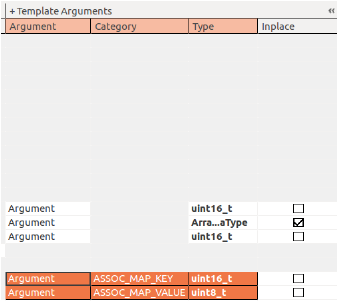 + Template Arguments «
Argument Category Type Inplace
Argument uint16_t
Argument Arra...aType
Argument uint16_t
Argument ASSOC_MAP_KEY uint16_t
Argument ASSOC_MAP_VALUE uint8_t